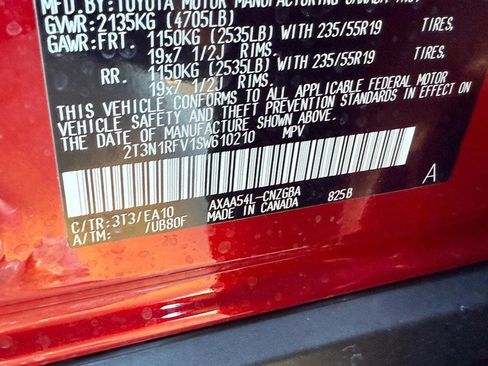 MFD.BY:TOYOTA MOTOR MANUFACTURING CANADA
GVWR:2135KG (4705LB)
GAWR:FRT. 1150KG (2535LB) WITH 235/55R19 TIRES,
19x7 1/2J RIMS.
RR. 1150KG (2535LB) WITH 235/55R19 TIRES,
19x7 1/2J RIMS.
THIS VEHICLE CONFORMS TO ALL APPLICABLE FEDERAL MOTOR
VEHICLE SAFETY AND THEFT PREVENTION STANDARDS IN EFFECT ON
THE DATE OF MANUFACTURE SHOWN ABOVE.
2T3N1RFV1SW610210 MPV
C/TR:3T3/EA10 AXAA54L-CNZGBA 825B A
A/TM: /UB80F MADE IN CANADA